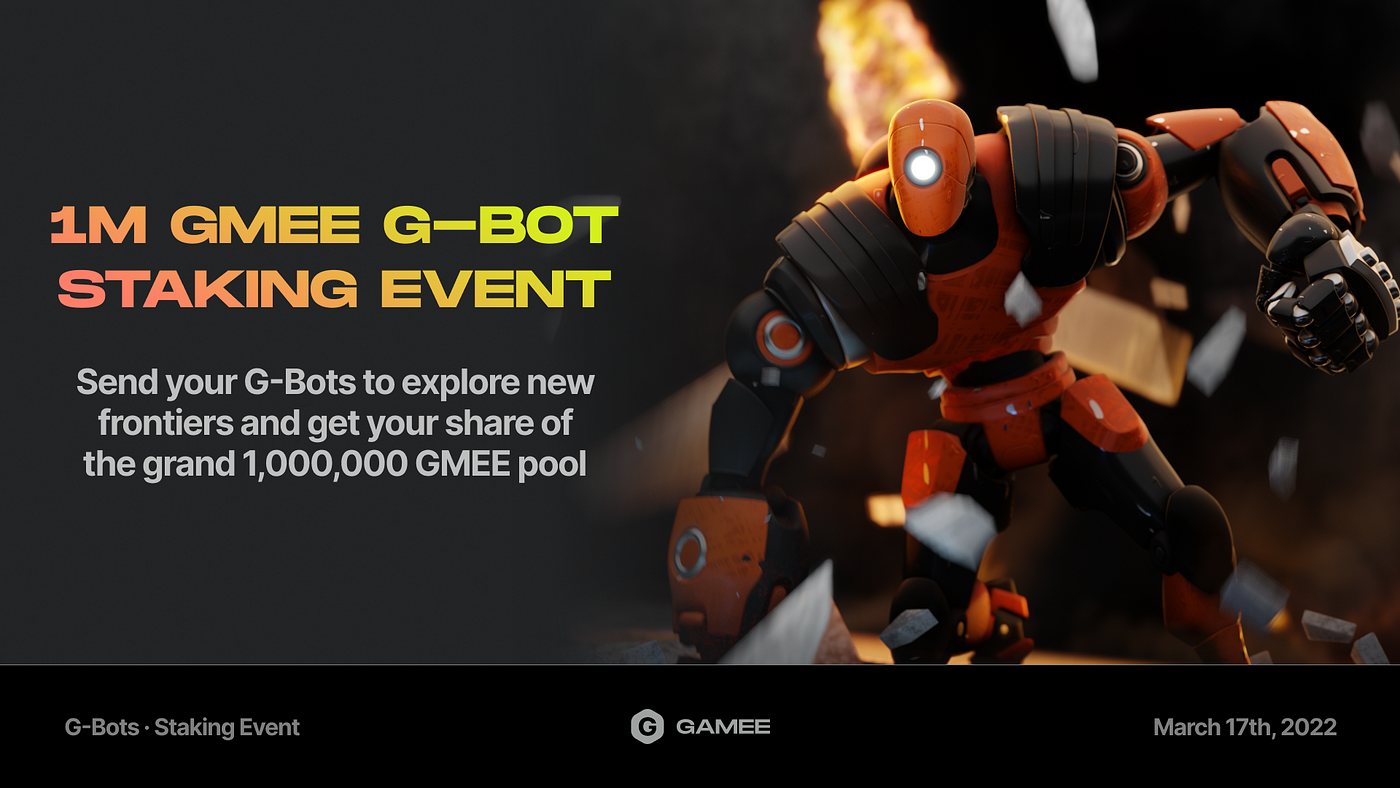 1M GMEE G-BOT
STAKING EVENT
Send your G-Bots to explore new
frontiers and get your share of
the grand 1,000,000 GMEE pool
G-Bots · Staking Event
G GAMEE
March 17th, 2022